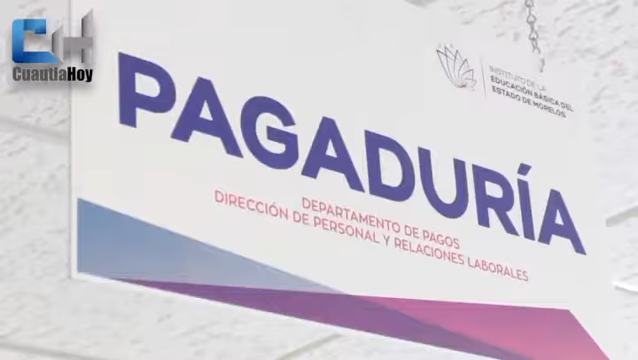 CH
CuautlaHoy
INSTITUTO DE LA
EDUCACIÓN BÁSICA DEL
ESTADO DE MORELOS
PAGADURÍA
DEPARTAMENTO DE PAGOS
DIRECCIÓN DE PERSONAL Y RELACIONES LABORALES